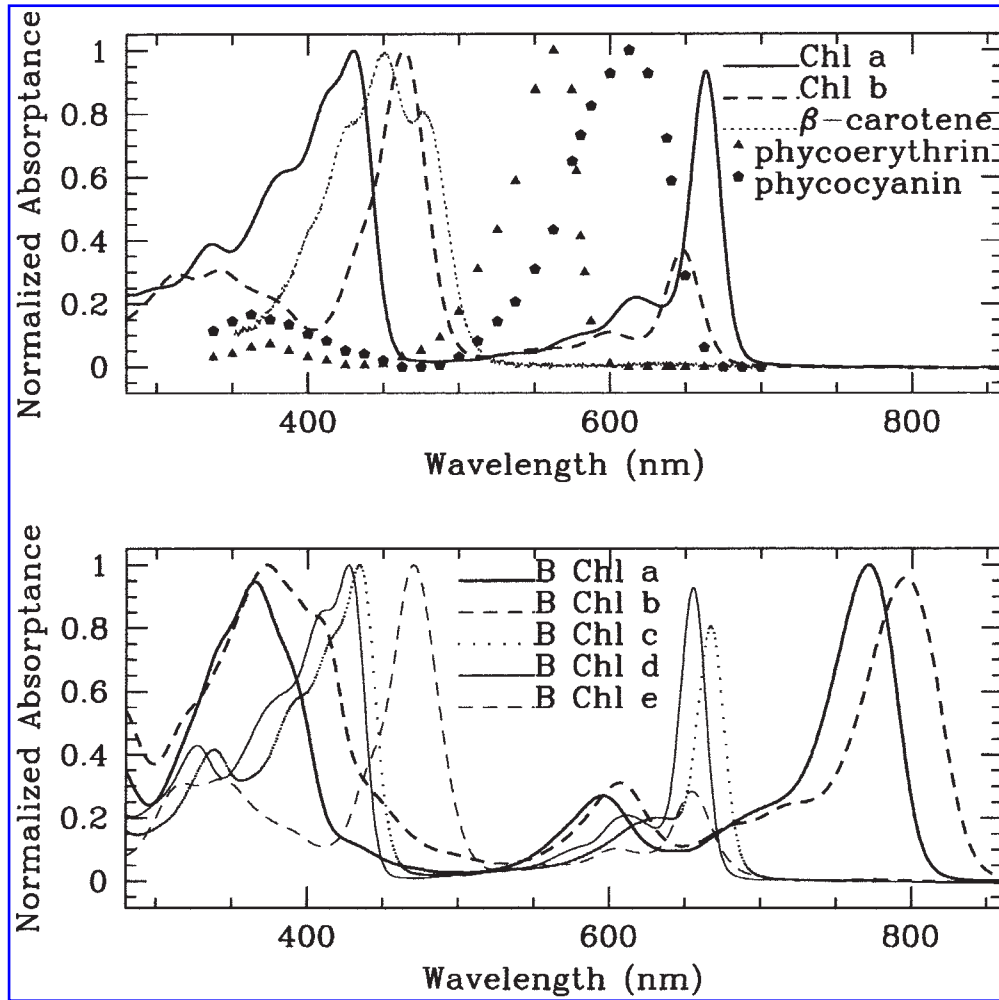 Normalized Absorptance
1
0.8
0.6
0.4
0.2
0
Chl a
Chl b
β-carotene
phycoerythrin
phycocyanin
400
600
800
Wavelength (nm)
Normalized Absorptance
1
0.8
0.6
0.4
0.2
0
B Chl a
B Chl b
B Chl c
B Chl d
B Chl e
400
600
800
Wavelength (nm)